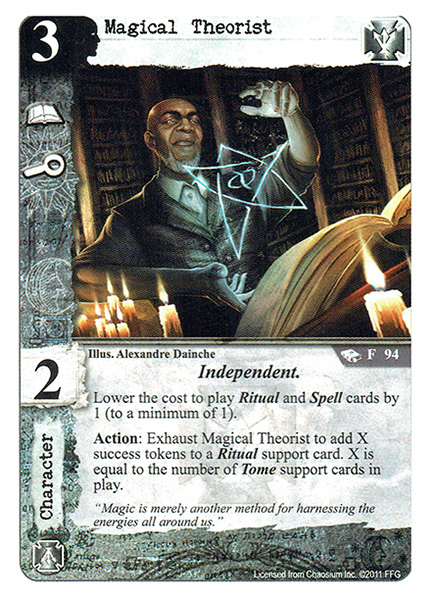 3
Magical Theorist
Illus. Alexandre Dainche
F 94
2
Character
Independent.
Lower the cost to play Ritual and Spell cards by
1 (to a minimum of 1).
Action: Exhaust Magical Theorist to add X
success tokens to a Ritual support card. X is
equal to the number of Tome support cards in
play.
“Magic is merely another method for harnessing the
energies all around us.”
Licensed from Chaosium Inc. ©2011 FFG